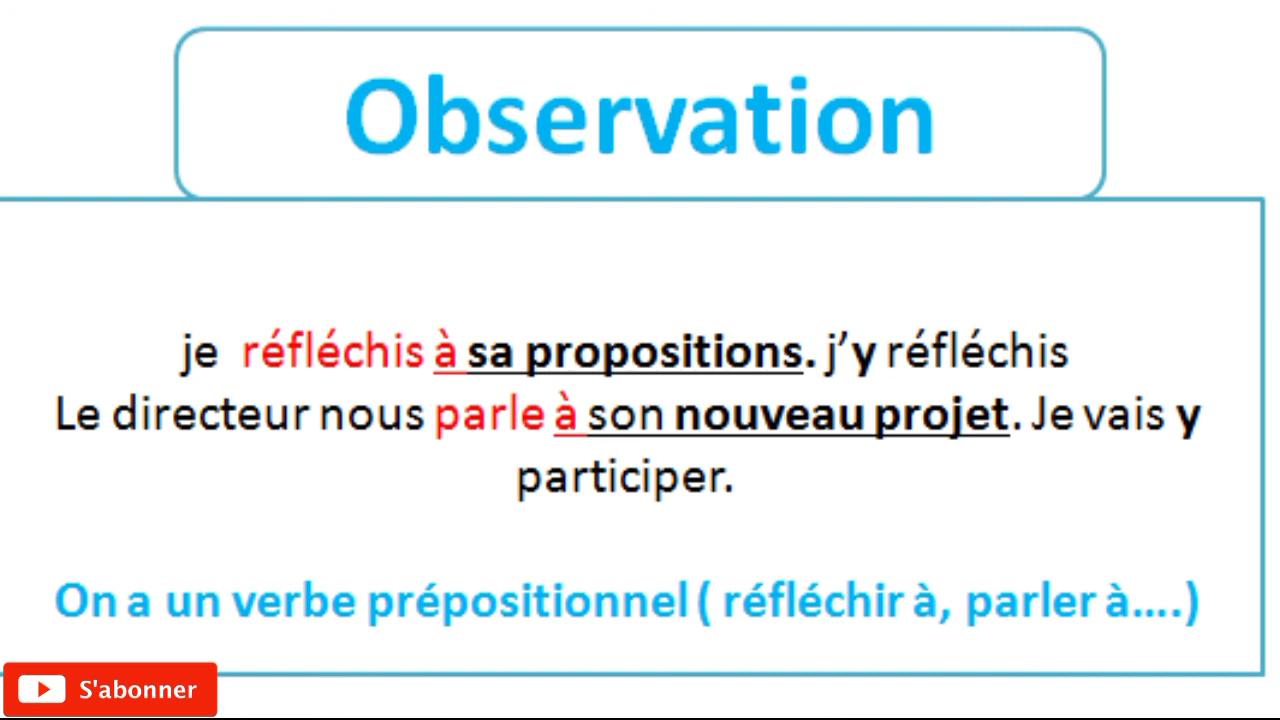 Observation
je réfléchis à sa propositions. j’y réfléchis
Le directeur nous parle à son nouveau projet. Je vais y
participer.
On a un verbe prépositionnel ( réfléchir à, parler à….)
S'abonner